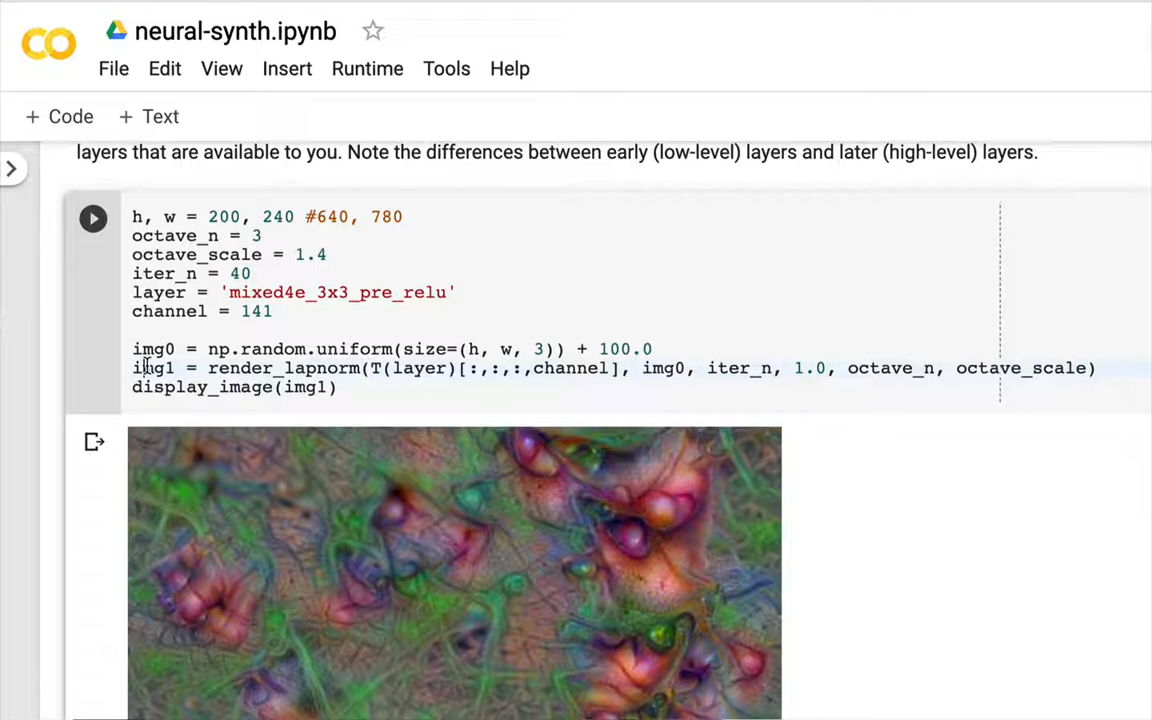 neural-synth.ipynb
File Edit View Insert Runtime Tools Help
+ Code + Text
layers that are available to you. Note the differences between early (low-level) layers and later (high-level) layers.
h, w = 200, 240 #640, 780
octave_n = 3
octave_scale = 1.4
iter_n = 40
layer = 'mixed4e_3x3_pre_relu'
channel = 141
img0 = np.random.uniform(size=(h, w, 3)) + 100.0
img1 = render_lapnorm(T(layer)[:,:,:,channel], img0, iter_n, 1.0, octave_n, octave_scale)
display_image(img1)